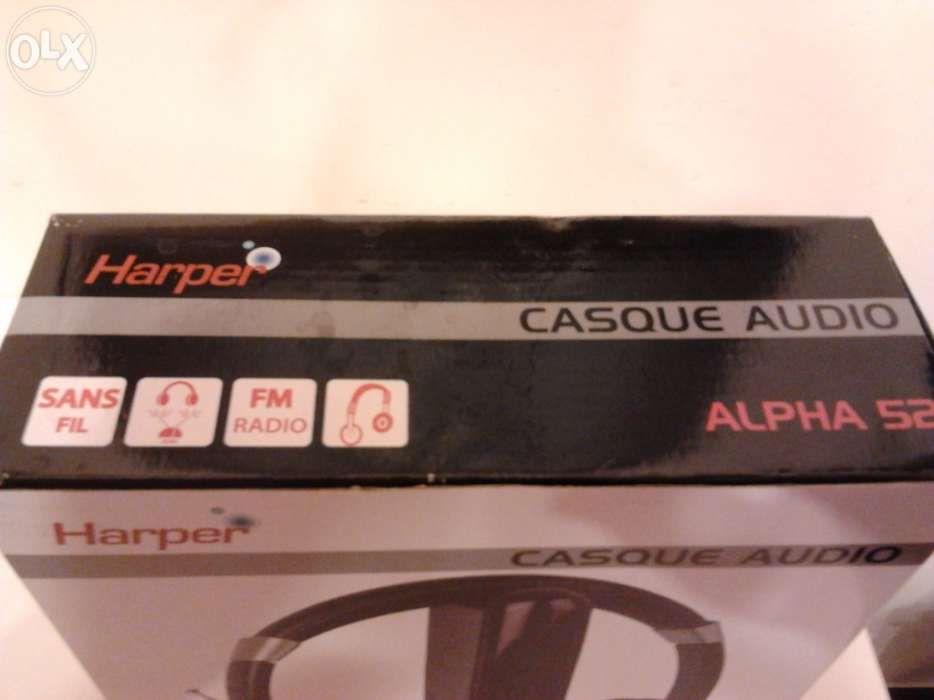 OLX
Harper
CASQUE AUDIO
SANS
FIL
FM
RADIO
ALPHA 52
Harper
CASQUE AUDIO